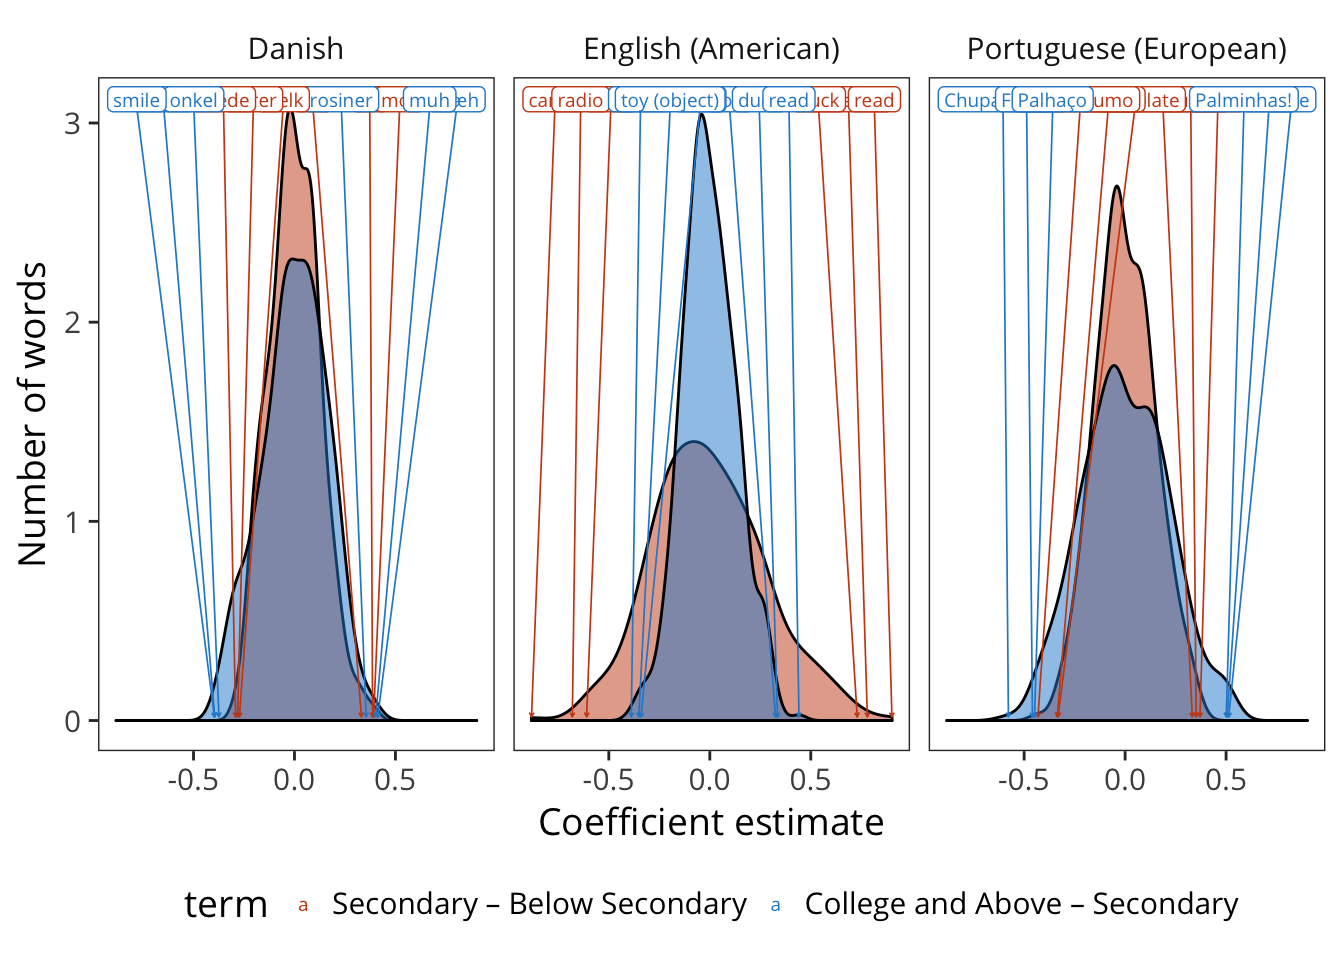 Danish English (American) Portuguese (European)
smile onkel rosiner muh radio toy (object) read read Palhaço Palminhas!
3
2
1
0
Number of words
-0.5 0.0 0.5 -0.5 0.0 0.5 -0.5 0.0 0.5
Coefficient estimate
term a Secondary – Below Secondary a College and Above – Secondary